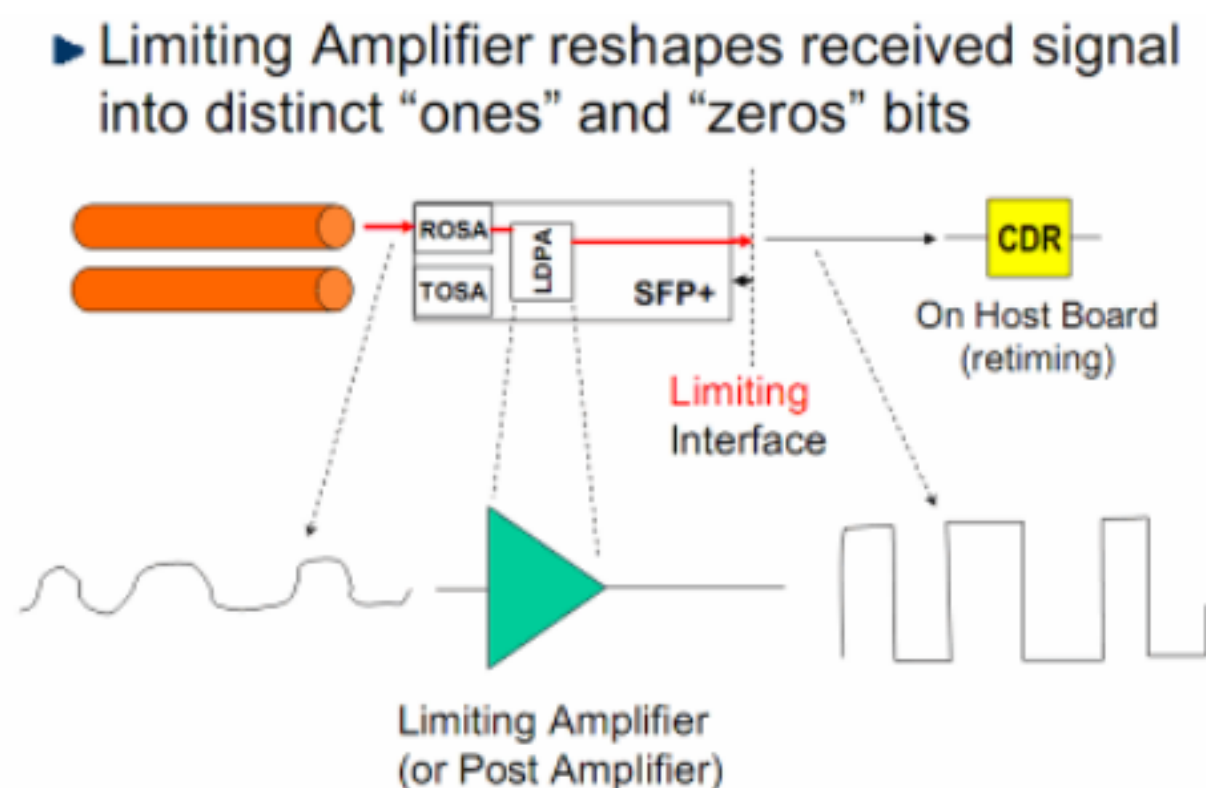 Limiting Amplifier reshapes received signal
into distinct “ones” and “zeros” bits
ROSA
LDPA
TOSA
SFP+
CDR
On Host Board
(retiming)
Limiting
Interface
Limiting Amplifier
(or Post Amplifier)